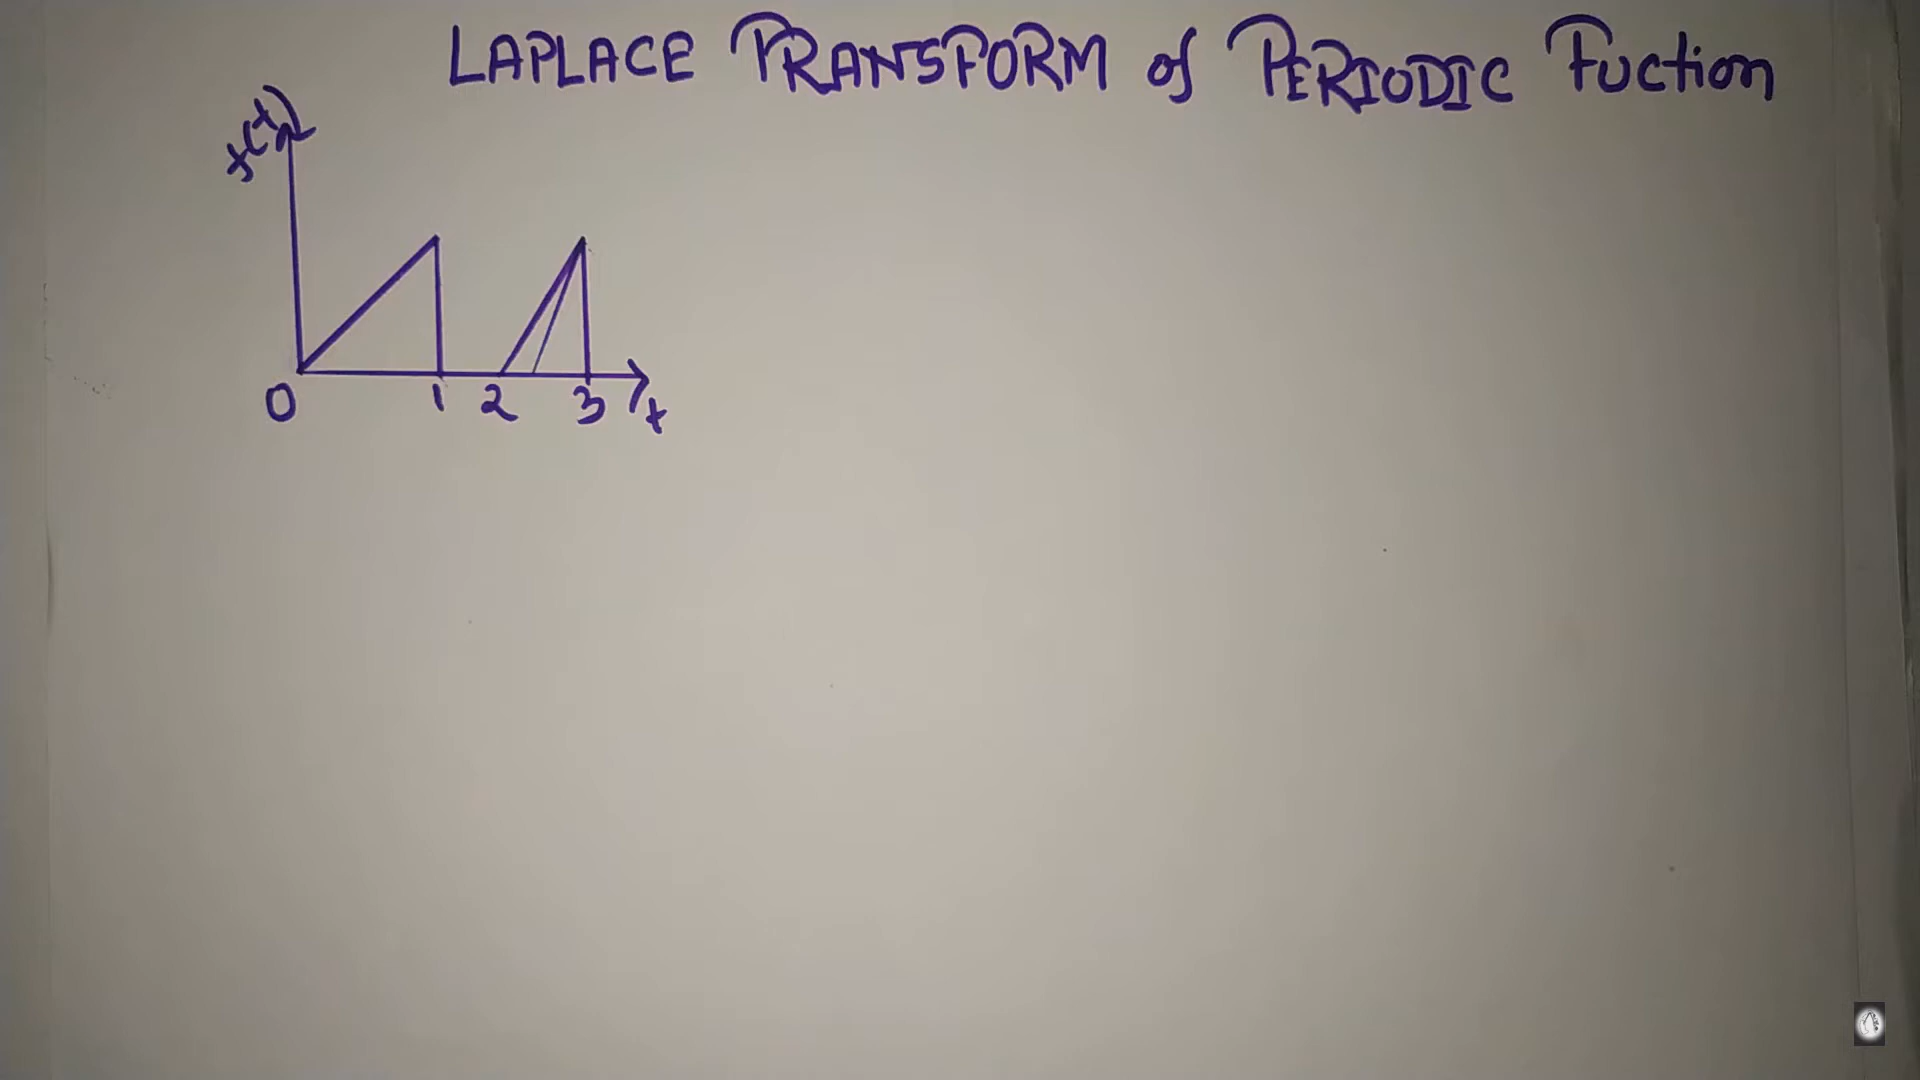 LAPLACE TRANSFORM of PERIODIC Fuction
f(t)
0 1 2 3 t